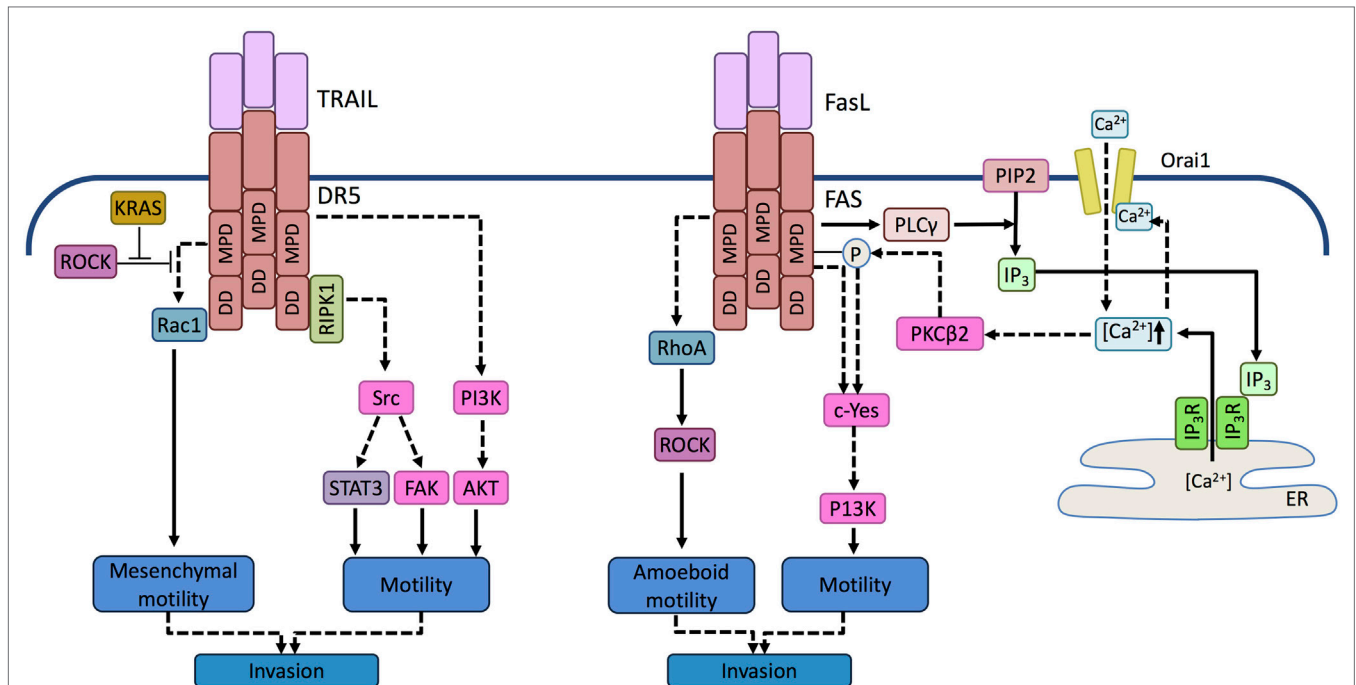 TRAIL
DR5
KRAS
ROCK
MPD
MPD
MPD
DD
DD
DD
RIPK1
Rac1
Src
PI3K
STAT3
FAK
AKT
Mesenchymal
motility
Motility
Invasion
FasL
FAS
MPD
MPD
MPD
DD
DD
DD
PLCγ
PIP2
IP₃
P
Ca²⁺
Orai1
Ca²⁺
[Ca²⁺]
PKCβ2
RhoA
ROCK
c-Yes
P13K
IP₃
IP₃R
IP₃R
[Ca²⁺]
ER
Amoeboid
motility
Motility
Invasion